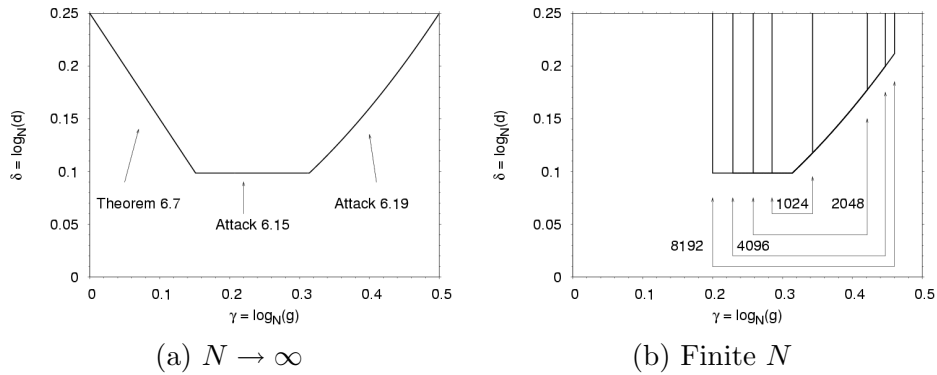 0.25
0.2
0.15
0.1
0.05
0
δ = log_N(d)
Theorem 6.7
Attack 6.15
Attack 6.19
0 0.1 0.2 0.3 0.4 0.5
γ = log_N(g)
(a) N → ∞
0.25
0.2
0.15
0.1
0.05
0
δ = log_N(d)
1024
2048
8192
4096
0 0.1 0.2 0.3 0.4 0.5
γ = log_N(g)
(b) Finite N